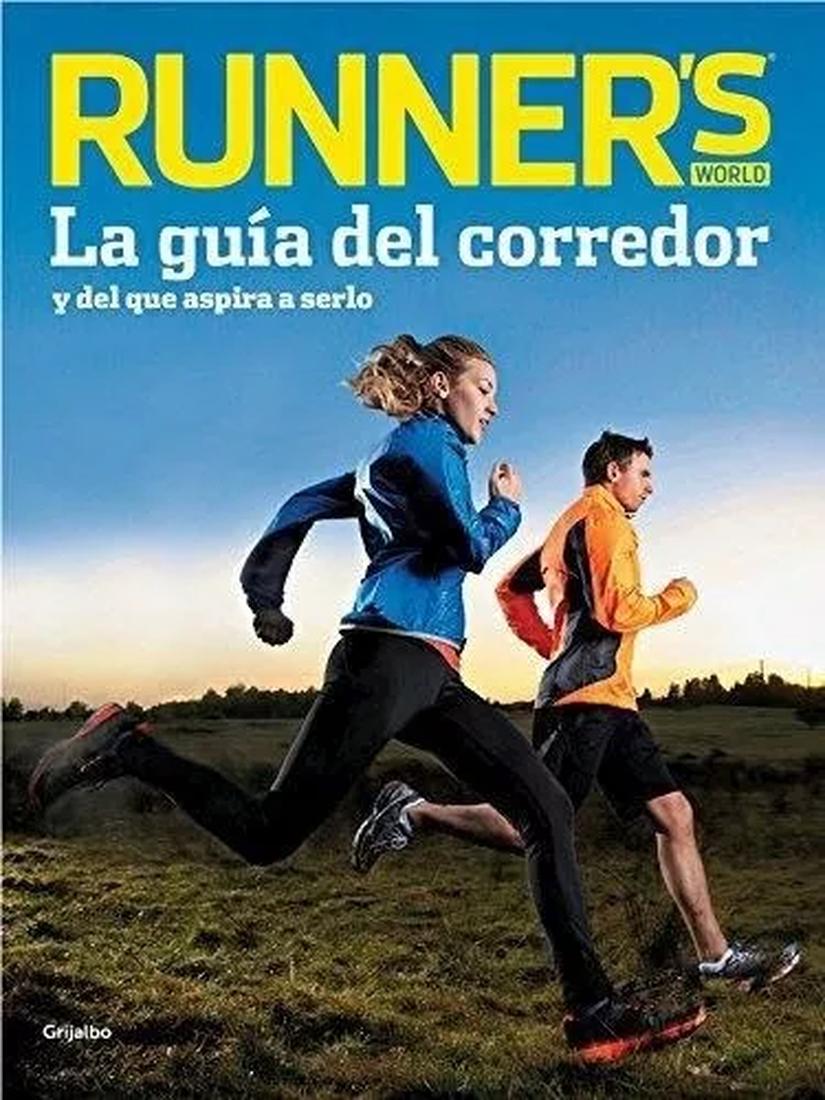 RUNNER'S
WORLD
La guía del corredor
y del que aspira a serlo
Grijalbo